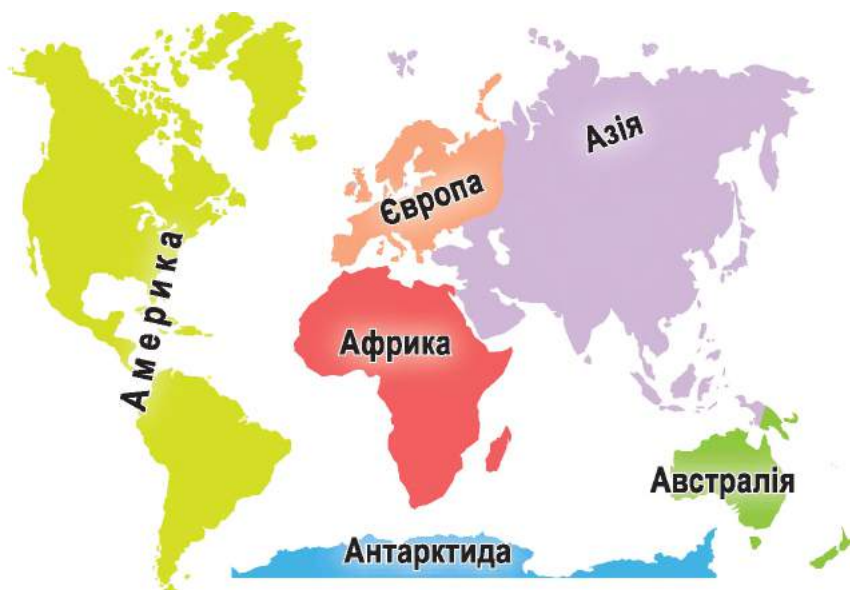 Азія
Європа
Америка
Африка
Австралія
Антарктида